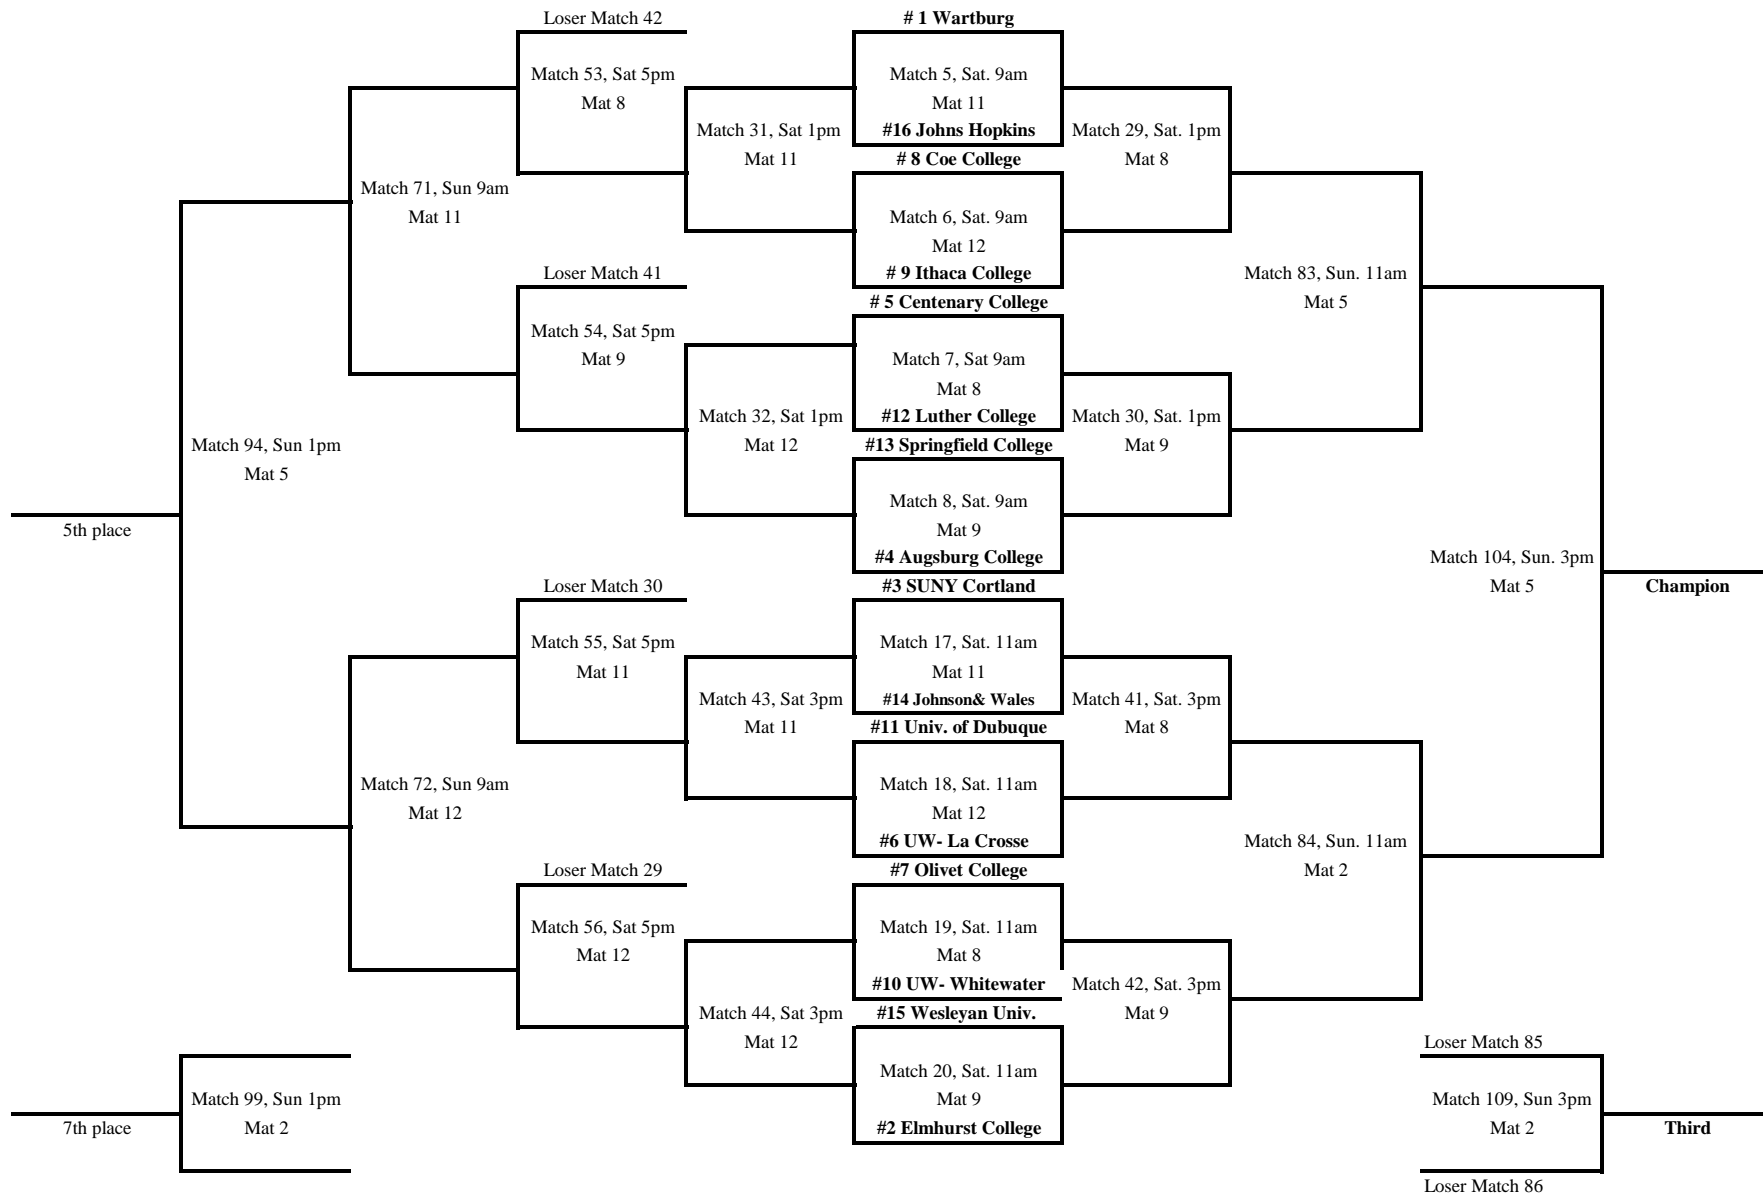 Loser Match 42
# 1 Wartburg
Match 53, Sat 5pm
Mat 8
Match 5, Sat. 9am
Mat 11
Match 31, Sat 1pm
Mat 11
#16 Johns Hopkins
Match 29, Sat. 1pm
Mat 8
# 8 Coe College
Match 71, Sun 9am
Mat 11
Match 6, Sat. 9am
Mat 12
Loser Match 41
# 9 Ithaca College
Match 83, Sun. 11am
Mat 5
# 5 Centenary College
Match 54, Sat 5pm
Mat 9
Match 7, Sat 9am
Mat 8
Match 32, Sat 1pm
Mat 12
#12 Luther College
Match 30, Sat. 1pm
Mat 9
Match 94, Sun 1pm
Mat 5
#13 Springfield College
Match 8, Sat. 9am
Mat 9
5th place
#4 Augsburg College
Match 104, Sun. 3pm
Mat 5
Champion
Loser Match 30
#3 SUNY Cortland
Match 55, Sat 5pm
Mat 11
Match 17, Sat. 11am
Mat 11
Match 43, Sat 3pm
Mat 11
#14 Johnson& Wales
Match 41, Sat. 3pm
Mat 8
#11 Univ. of Dubuque
Match 72, Sun 9am
Mat 12
Match 18, Sat. 11am
Mat 12
#6 UW- La Crosse
Match 84, Sun. 11am
Mat 2
Loser Match 29
#7 Olivet College
Match 56, Sat 5pm
Mat 12
Match 19, Sat. 11am
Mat 8
#10 UW- Whitewater
Match 42, Sat. 3pm
Mat 9
Match 44, Sat 3pm
Mat 12
#15 Wesleyan Univ.
Match 20, Sat. 11am
Mat 9
#2 Elmhurst College
Match 99, Sun 1pm
Mat 2
7th place
Loser Match 85
Match 109, Sun 3pm
Mat 2
Third
Loser Match 86